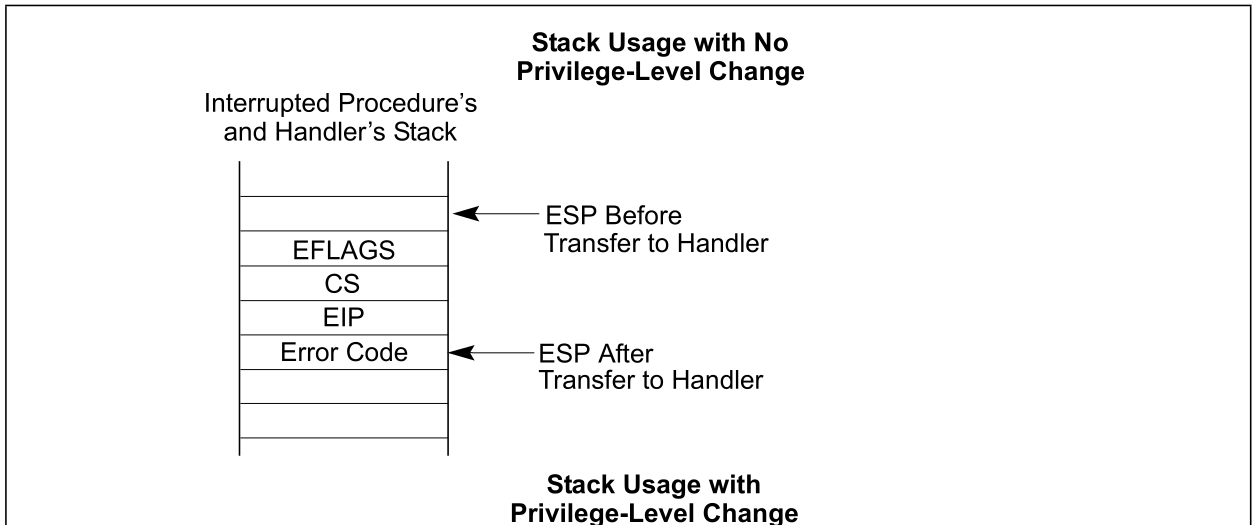 Stack Usage with No
Privilege-Level Change
Interrupted Procedure’s
and Handler’s Stack
ESP Before
Transfer to Handler
EFLAGS
CS
EIP
Error Code
ESP After
Transfer to Handler
Stack Usage with
Privilege-Level Change